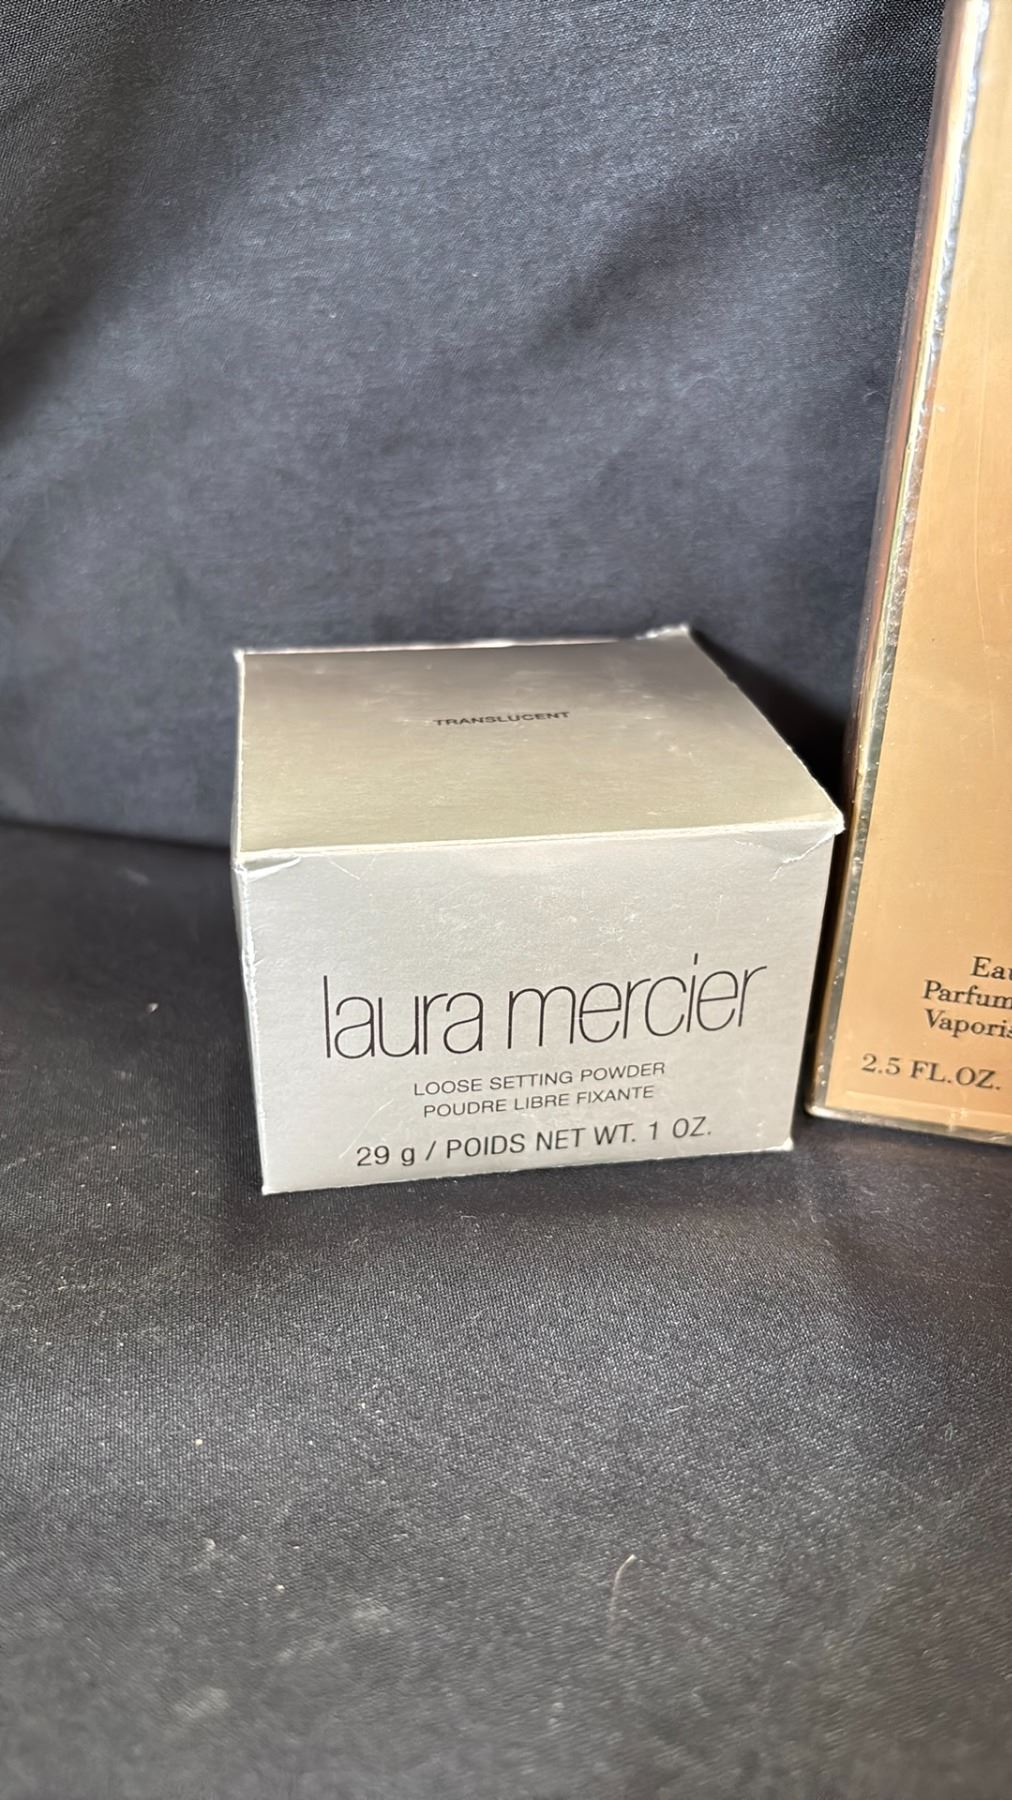 TRANSLUCENT
laura mercier
LOOSE SETTING POWDER
POUDRE LIBRE FIXANTE
29 g / POIDS NET WT. 1 OZ.
Parfum
2.5 FL.OZ.